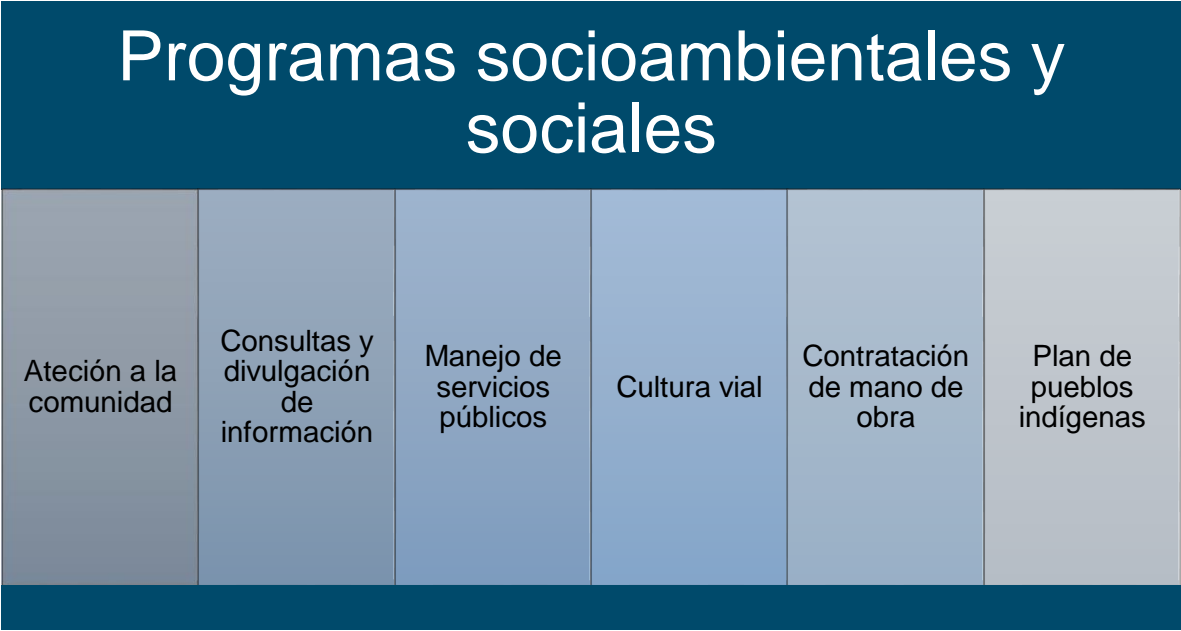 Programas socioambientales y
sociales
Ateción a la
comunidad
Consultas y
divulgación
de
información
Manejo de
servicios
públicos
Cultura vial
Contratación
de mano de
obra
Plan de
pueblos
indígenas